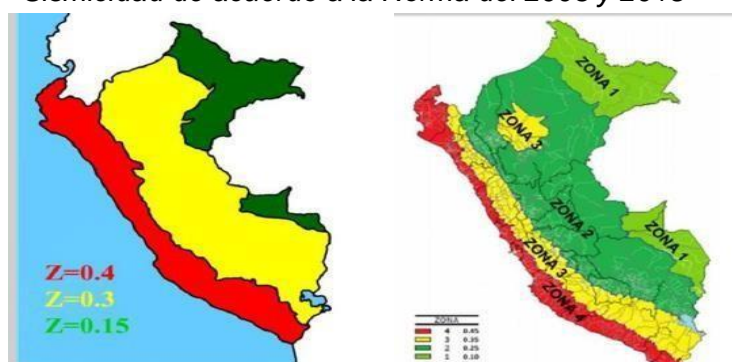 Sismicidad de acuerdo a la Norma del 2003 y 2018
Z=0.4
Z=0.3
Z=0.15
ZONA 1
ZONA 3
ZONA 2
ZONA 1
ZONA 3
ZONA 4
ZONA
4 0.45
3 0.35
2 0.25
1 0.10